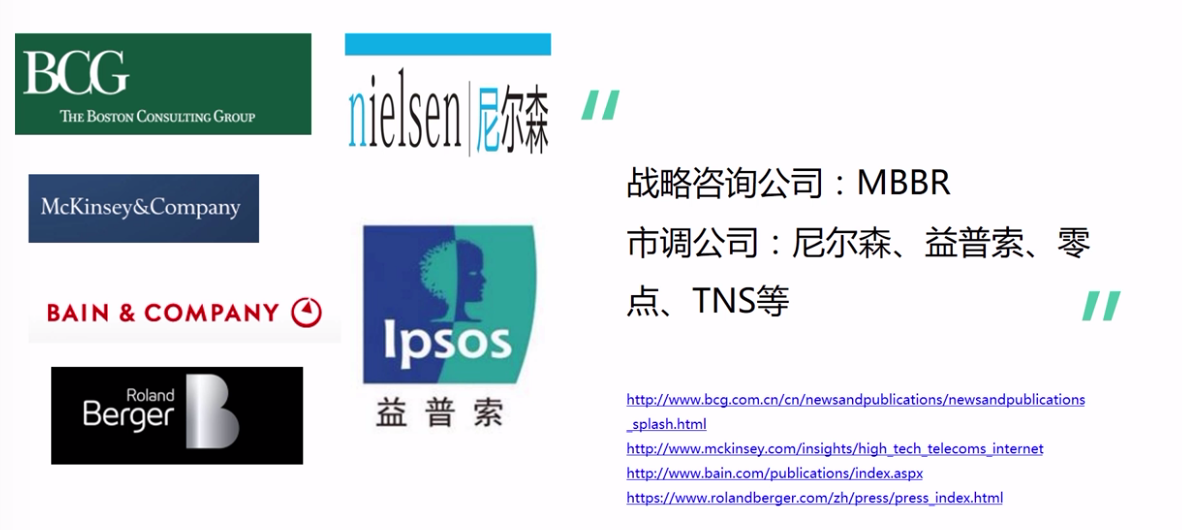 BCG
THE BOSTON CONSULTING GROUP
McKinsey&Company
BAIN & COMPANY
Roland
Berger
B
nielsen
尼尔森
Ipsos
益普索
“
战略咨询公司：MBBR
市调公司：尼尔森、益普索、零
点、TNS等
”
http://www.bcg.com.cn/cn/newsandpublications/newsandpublications
_splash.html
http://www.mckinsey.com/insights/high_tech_telecoms_internet
http://www.bain.com/publications/index.aspx
https://www.rolandberger.com/zh/press/press_index.html